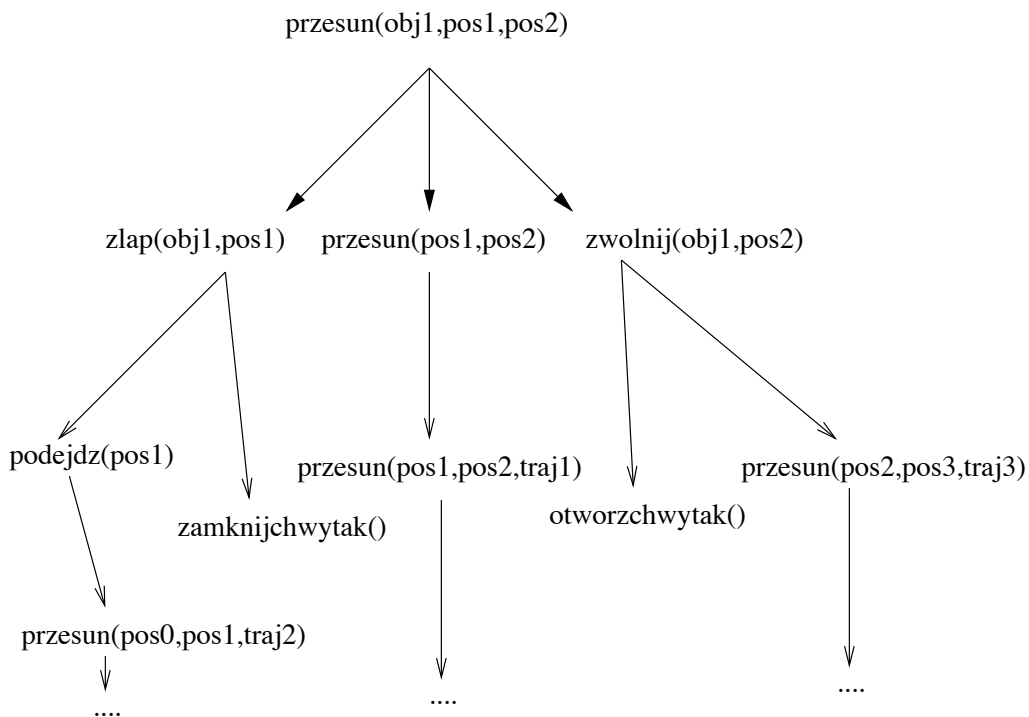 przesun(obj1,pos1,pos2)
zlap(obj1,pos1)
przesun(pos1,pos2)
zwolnij(obj1,pos2)
podejdz(pos1)
przesun(pos1,pos2,traj1)
przesun(pos2,pos3,traj3)
zamknijchwytak()
otworzchwytak()
przesun(pos0,pos1,traj2)
....
....
....